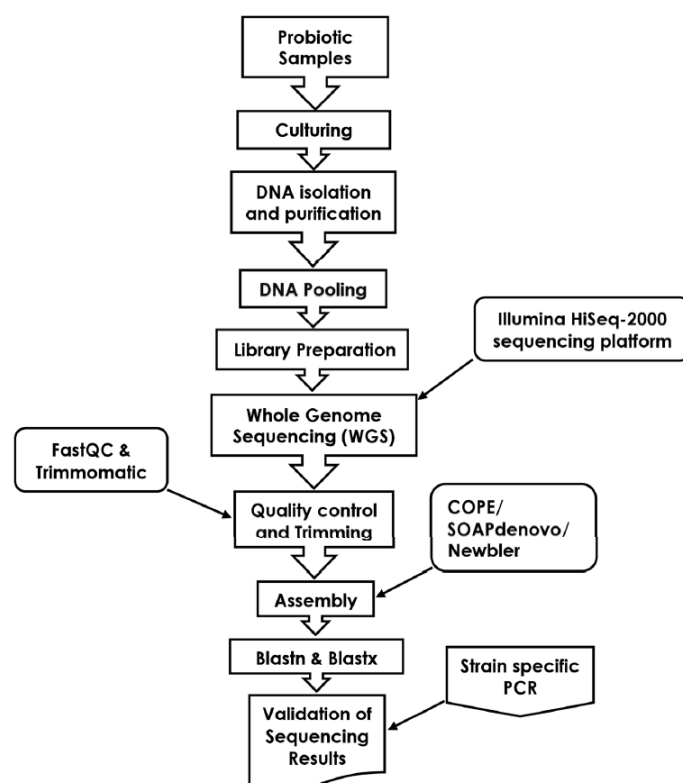 Probiotic
Samples
Culturing
DNA isolation
and purification
DNA Pooling
Illumina HiSeq-2000
sequencing platform
Library Preparation
Whole Genome
Sequencing (WGS)
FastQC &
Trimmomatic
Quality control
and Trimming
COPE/
SOAPdenovo/
Newbler
Assembly
Blastn & Blastx
Strain specific
PCR
Validation of
Sequencing
Results